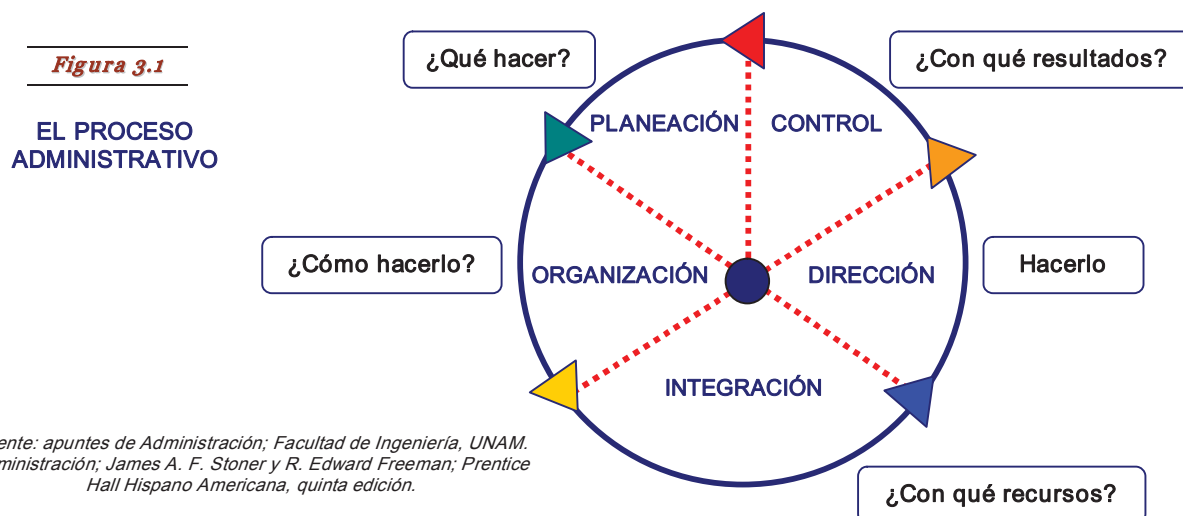 Figura 3.1
EL PROCESO
ADMINISTRATIVO
¿Qué hacer?
¿Con qué resultados?
PLANEACIÓN
CONTROL
¿Cómo hacerlo?
ORGANIZACIÓN
DIRECCIÓN
Hacerlo
INTEGRACIÓN
¿Con qué recursos?
ente: apuntes de Administración; Facultad de Ingeniería, UNAM.
ministración; James A. F. Stoner y R. Edward Freeman; Prentice
Hall Hispano Americana, quinta edición.